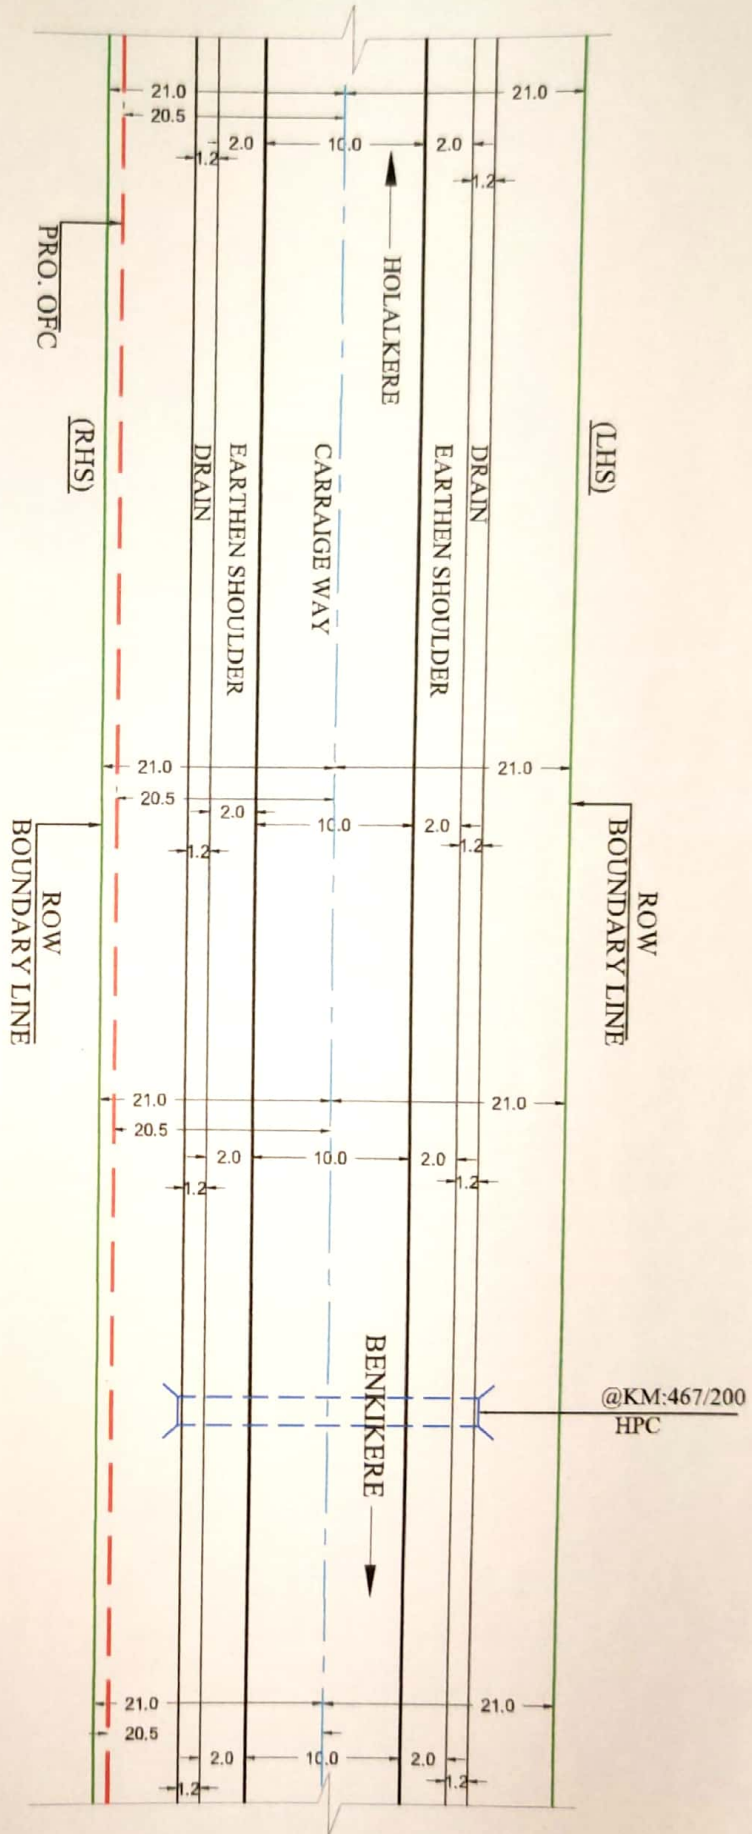 21.0
21.0
20.5
2.0
10.0
2.0
1.2
1.2
PRO. OFC
HOLALKERE
(RHS)
DRAIN
EARTHEN SHOULDER
CARRAIGE WAY
EARTHEN SHOULDER
DRAIN
(LHS)
21.0
21.0
20.5
2.0
10.0
2.0
1.2
1.2
ROW
BOUNDARY LINE
ROW
BOUNDARY LINE
21.0
21.0
20.5
2.0
10.0
2.0
1.2
1.2
BENKIKERE
@KM:467/200
HPC
21.0
21.0
20.5
2.0
10.0
2.0
1.2
1.2